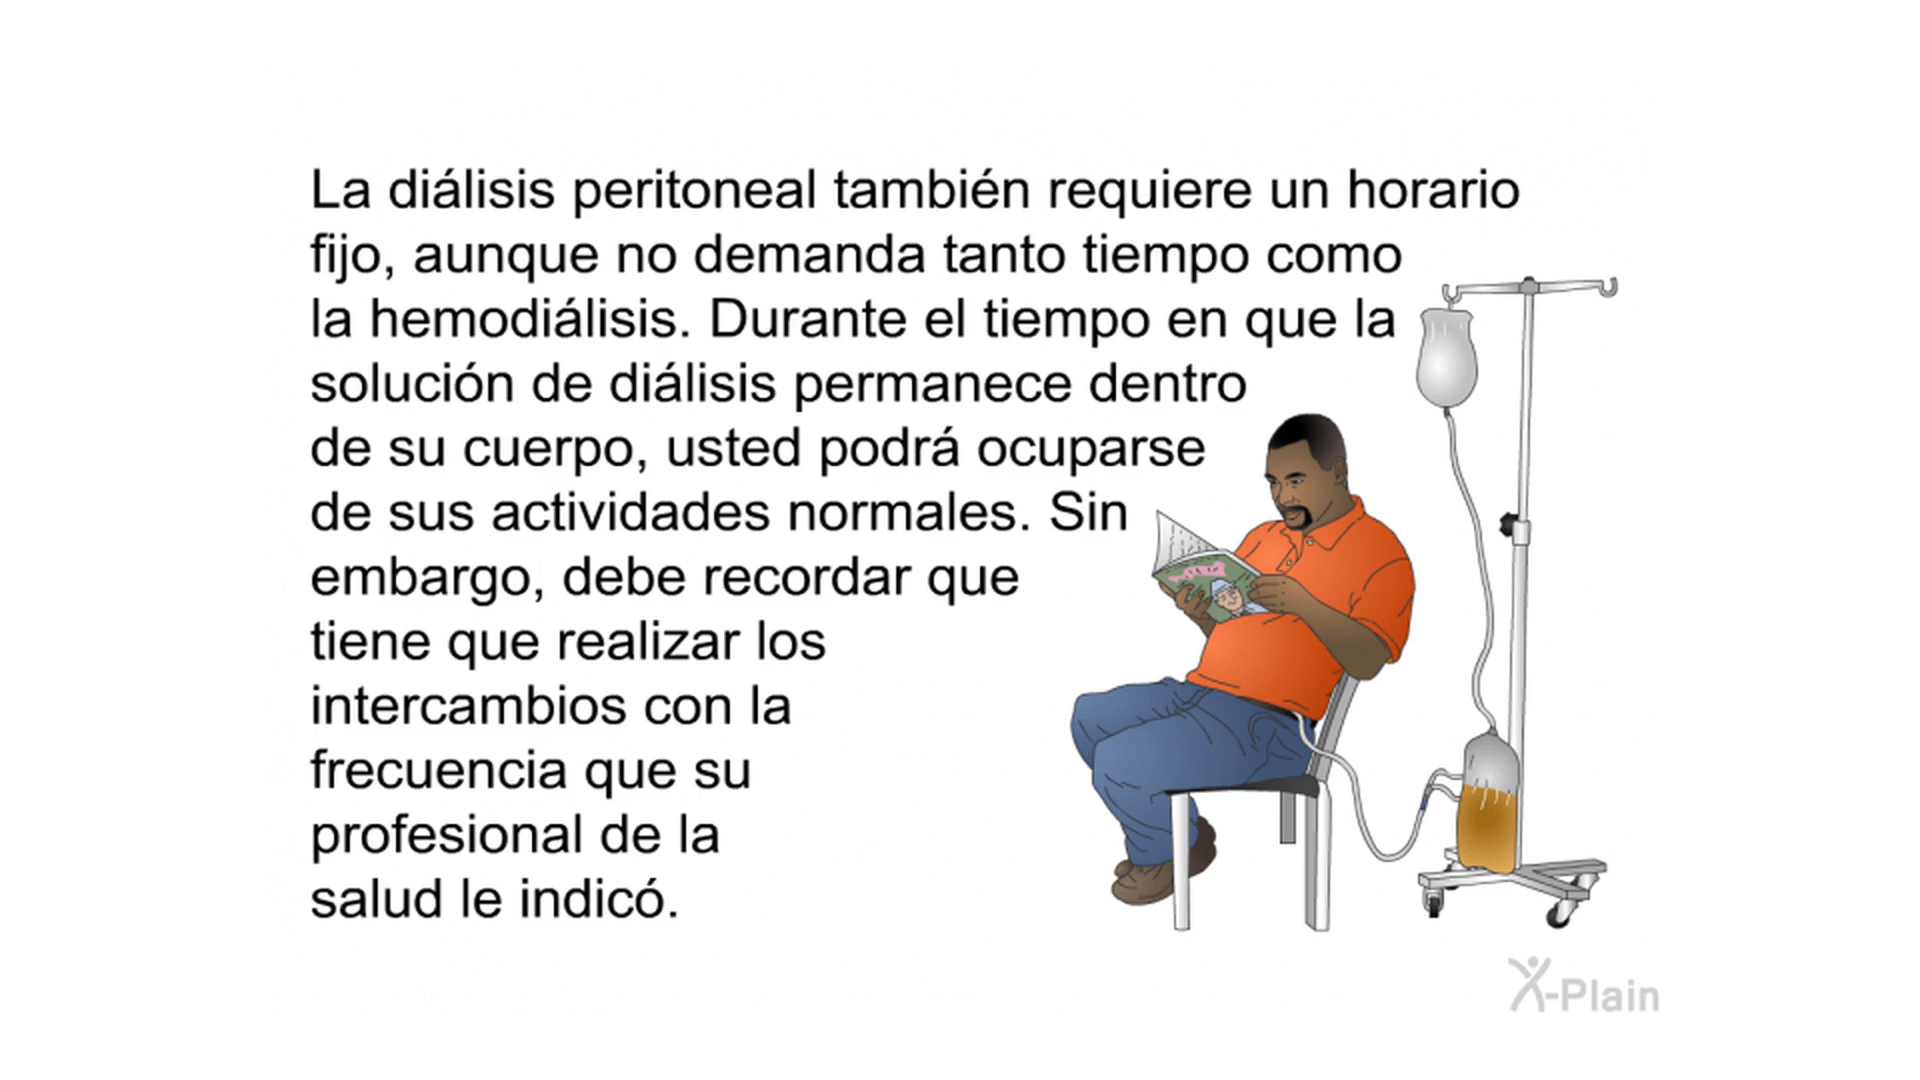 La diálisis peritoneal también requiere un horario
fijo, aunque no demanda tanto tiempo como
la hemodiálisis. Durante el tiempo en que la
solución de diálisis permanece dentro
de su cuerpo, usted podrá ocuparse
de sus actividades normales. Sin
embargo, debe recordar que
tiene que realizar los
intercambios con la
frecuencia que su
profesional de la
salud le indicó.
X-Plain